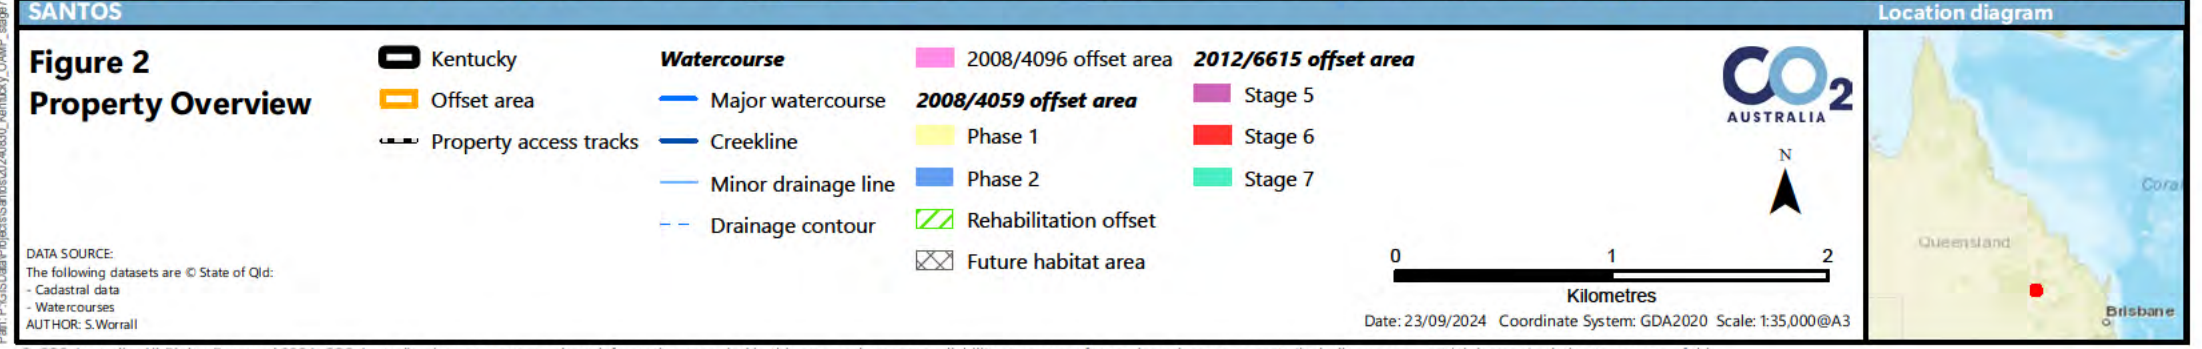 SANTOS
Location diagram
Figure 2
Property Overview
Kentucky
Offset area
Property access tracks
Watercourse
Major watercourse
Creekline
Minor drainage line
Drainage contour
2008/4096 offset area
2008/4059 offset area
Phase 1
Phase 2
Rehabilitation offset
Future habitat area
2012/6615 offset area
Stage 5
Stage 6
Stage 7
CO2
AUSTRALIA
N
0 1 2
Kilometres
Date: 23/09/2024 Coordinate System: GDA2020 Scale: 1:35,000@A3
DATA SOURCE:
The following datasets are © State of Qld:
- Cadastral data
- Watercourses
AUTHOR: S.Worrall
Coral
Queensland
Brisbane